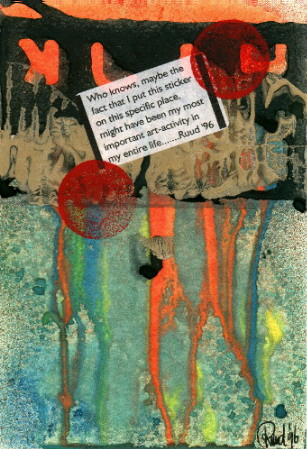 Who knows, maybe the
fact that I put this sticker
on this specific place,
might have been my most
important art-activity in
my entire life.......Ruud '96
Ruud '96